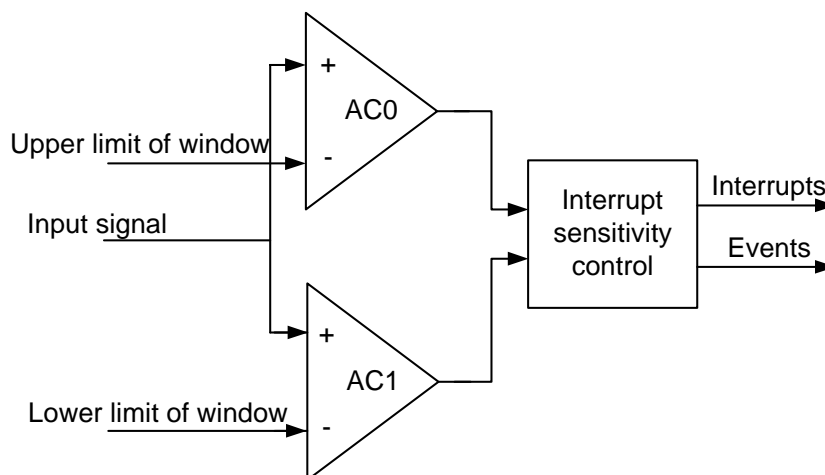 +
AC0
Upper limit of window
-
Input signal
Interrupt
sensitivity
control
Interrupts
Events
+
AC1
Lower limit of window
-